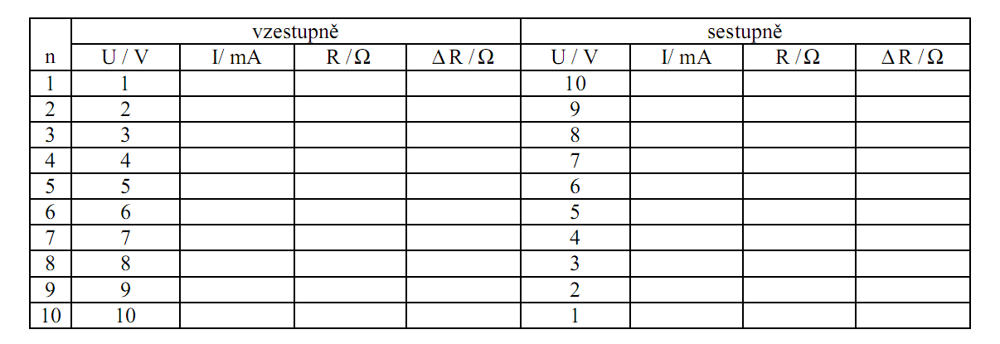 vzestupně sestupně
n U / V I/ mA R / Ω Δ R / Ω U / V I/ mA R / Ω Δ R / Ω
1 1 10
2 2 9
3 3 8
4 4 7
5 5 6
6 6 5
7 7 4
8 8 3
9 9 2
10 10 1